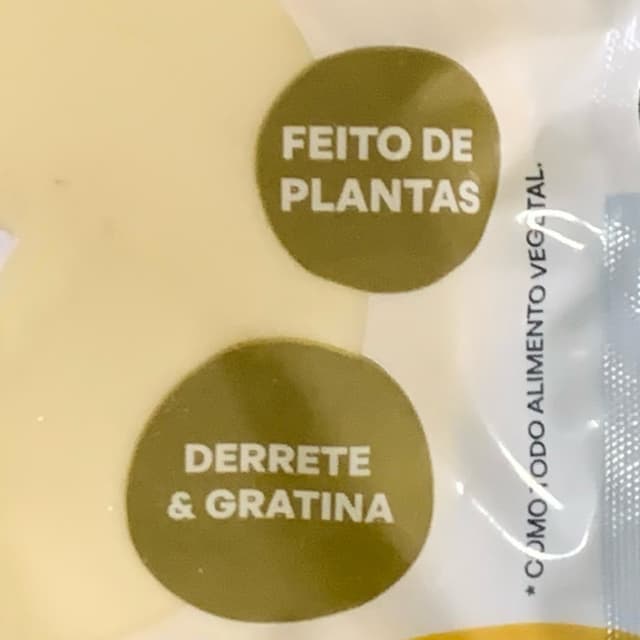 FEITO DE
PLANTAS
DERRETE
& GRATINA
* COMO TODO ALIMENTO VEGETAL.